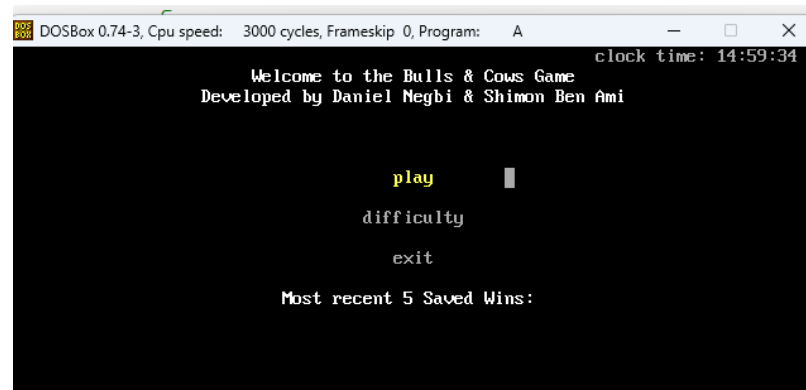 DOSBox 0.74-3, Cpu speed: 3000 cycles, Frameskip 0, Program: A
clock time: 14:59:34
Welcome to the Bulls & Cows Game
Developed by Daniel Negbi & Shimon Ben Ami
play
difficulty
exit
Most recent 5 Saved Wins: